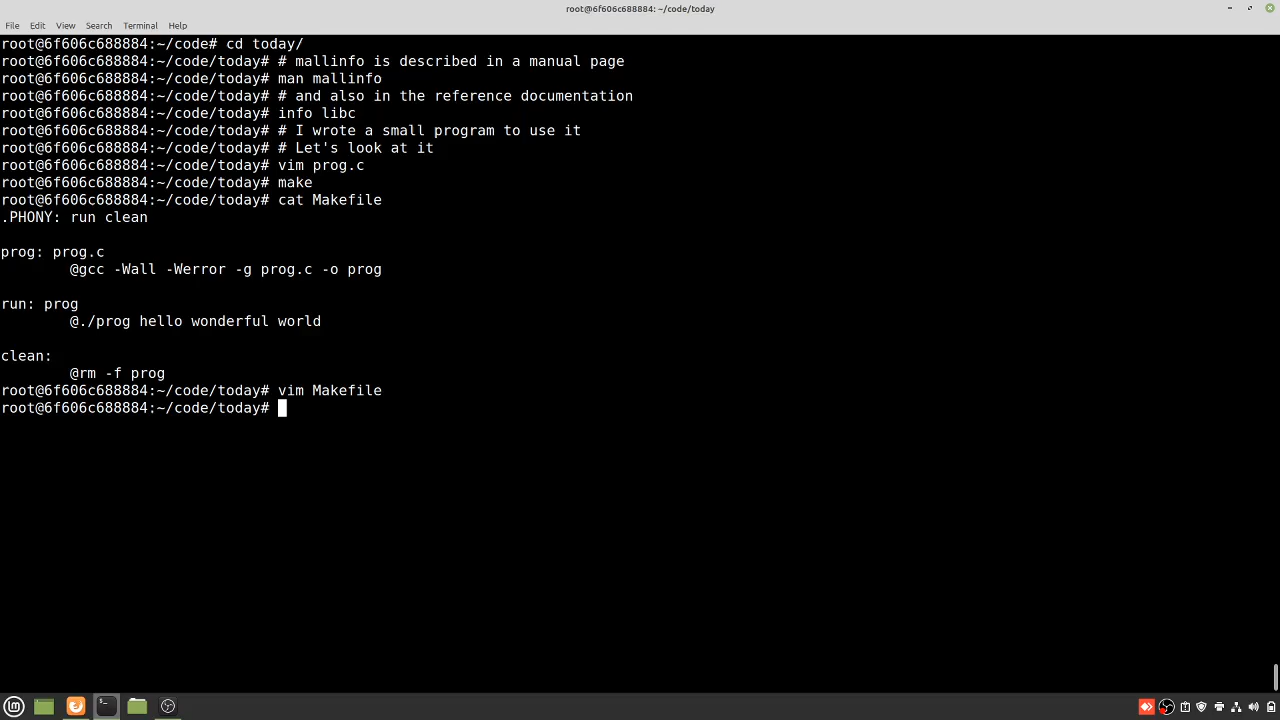 root@6f606c688884: ~/code/today
File Edit View Search Terminal Help
root@6f606c688884:~/code# cd today/
root@6f606c688884:~/code/today# # mallinfo is described in a manual page
root@6f606c688884:~/code/today# man mallinfo
root@6f606c688884:~/code/today# # and also in the reference documentation
root@6f606c688884:~/code/today# info libc
root@6f606c688884:~/code/today# # I wrote a small program to use it
root@6f606c688884:~/code/today# # Let's look at it
root@6f606c688884:~/code/today# vim prog.c
root@6f606c688884:~/code/today# make
root@6f606c688884:~/code/today# cat Makefile
.PHONY: run clean
prog: prog.c
        @gcc -Wall -Werror -g prog.c -o prog
run: prog
        @./prog hello wonderful world
clean:
        @rm -f prog
root@6f606c688884:~/code/today# vim Makefile
root@6f606c688884:~/code/today#